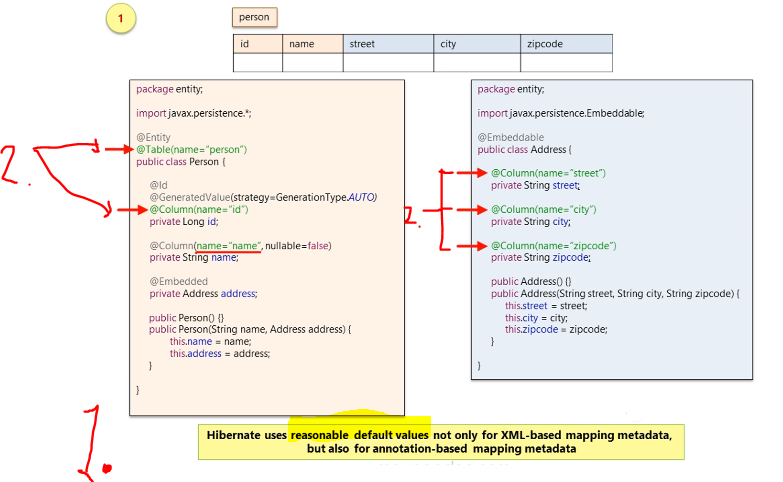 1
person
id name street city zipcode
package entity;
import javax.persistence.*;
@Entity
@Table(name="person")
public class Person {
@Id
@GeneratedValue(strategy=GenerationType.AUTO)
@Column(name="id")
private Long id;
@Column(name="name", nullable=false)
private String name;
@Embedded
private Address address;
public Person() {}
public Person(String name, Address address) {
this.name = name;
this.address = address;
}
}
package entity;
import javax.persistence.Embeddable;
@Embeddable
public class Address {
@Column(name="street")
private String street;
@Column(name="city")
private String city;
@Column(name="zipcode")
private String zipcode;
public Address() {}
public Address(String street, String city, String zipcode) {
this.street = street;
this.city = city;
this.zipcode = zipcode;
}
}
2.
2.
1.
Hibernate uses reasonable default values not only for XML-based mapping metadata,
but also for annotation-based mapping metadata